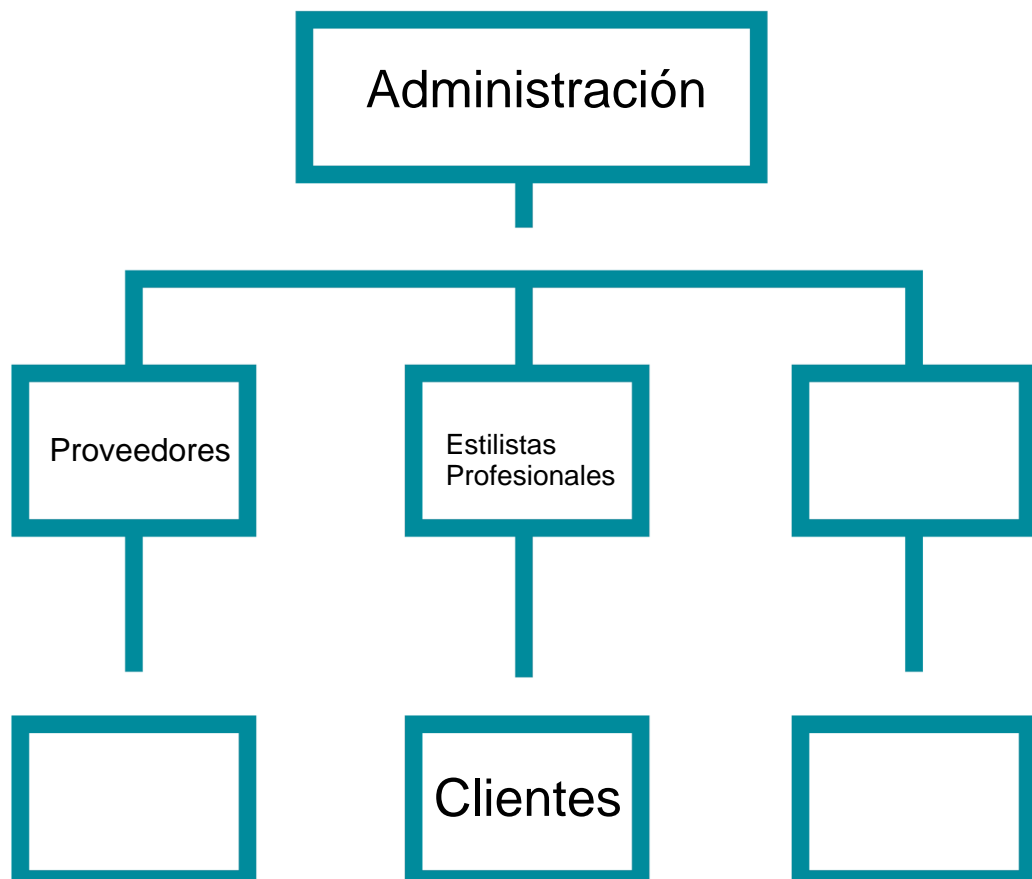 Administración
Proveedores
Estilistas
Profesionales
Clientes